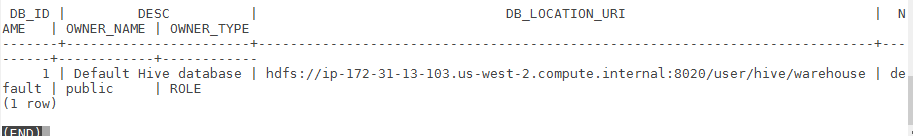 DB_ID |         DESC          |                                 DB_LOCATION_URI                                  |  N
AME   | OWNER_NAME | OWNER_TYPE
-------+-----------------------+----------------------------------------------------------------------------------+---
------+------------+------------
     1 | Default Hive database | hdfs://ip-172-31-13-103.us-west-2.compute.internal:8020/user/hive/warehouse | de
fault | public     | ROLE
(1 row)
(END)